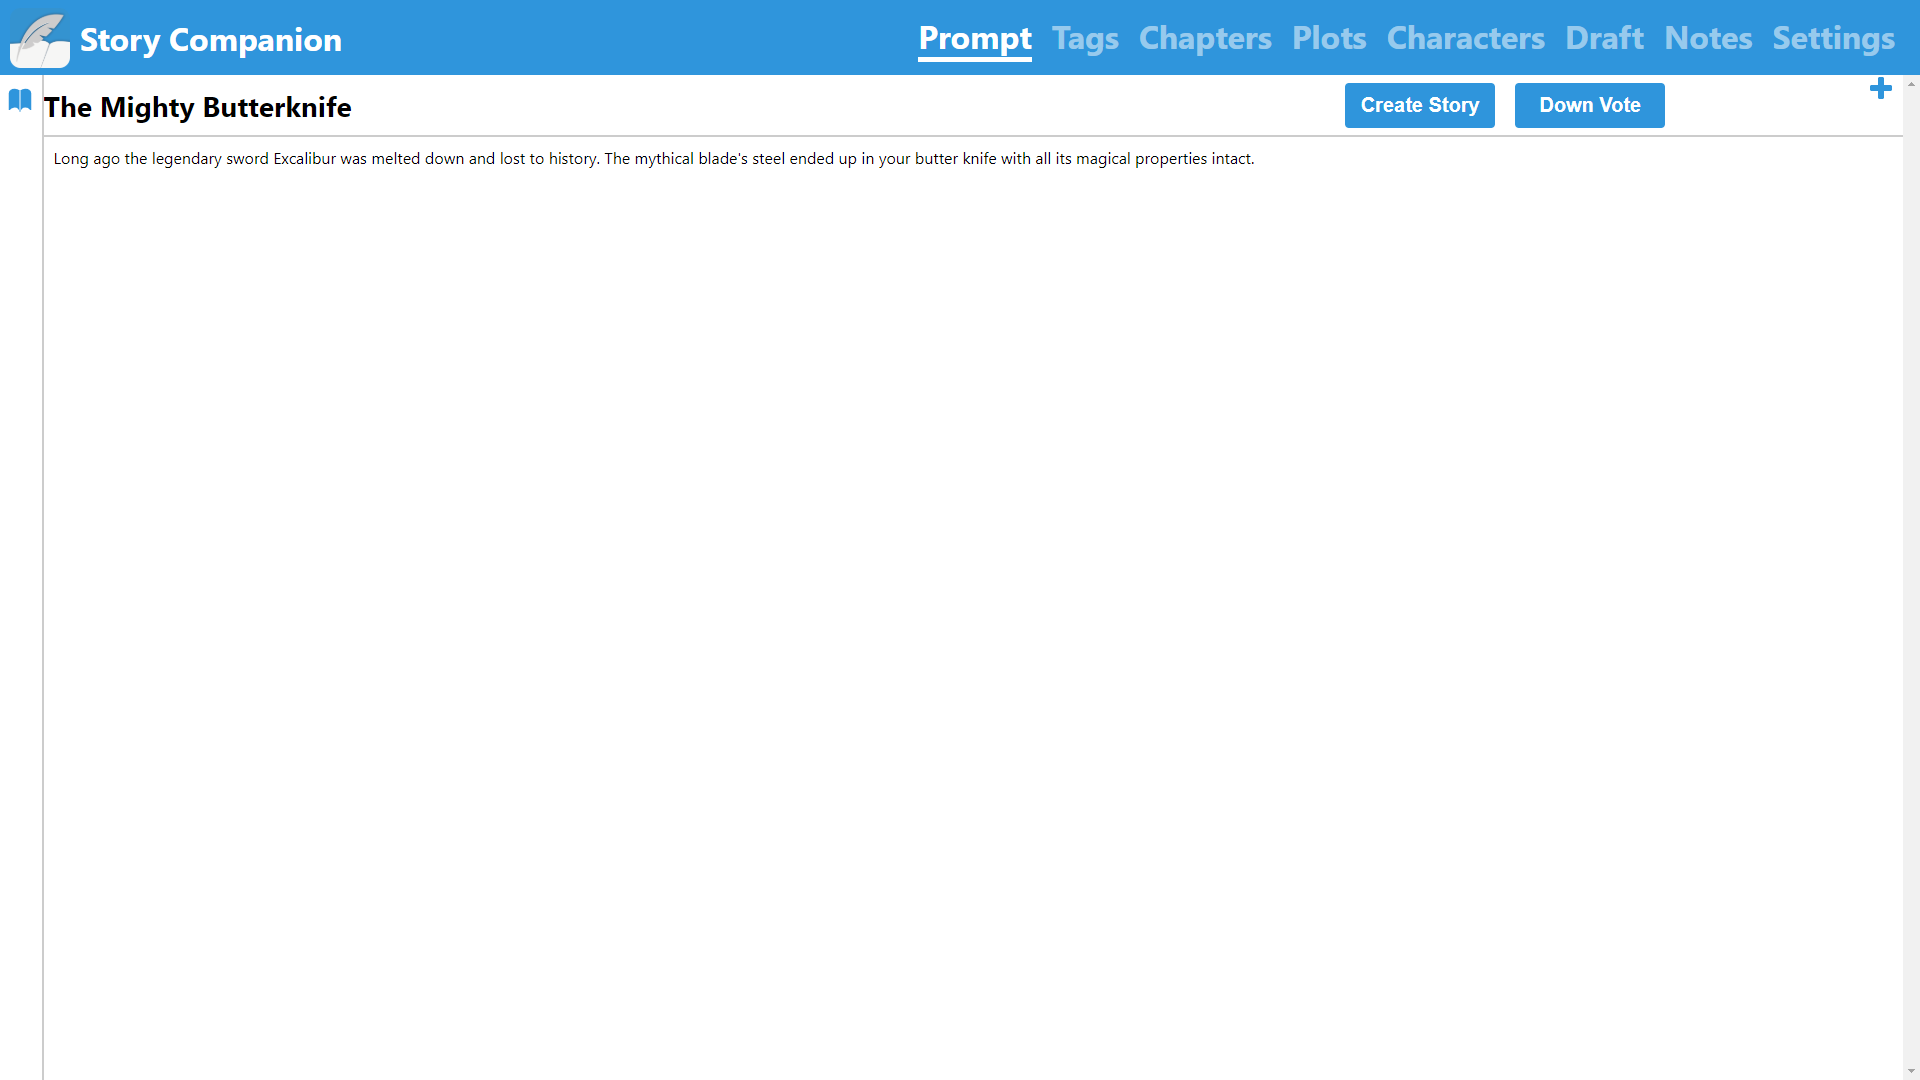 Story Companion
Prompt Tags Chapters Plots Characters Draft Notes Settings
The Mighty Butterknife
Create Story
Down Vote
Long ago the legendary sword Excalibur was melted down and lost to history. The mythical blade's steel ended up in your butter knife with all its magical properties intact.